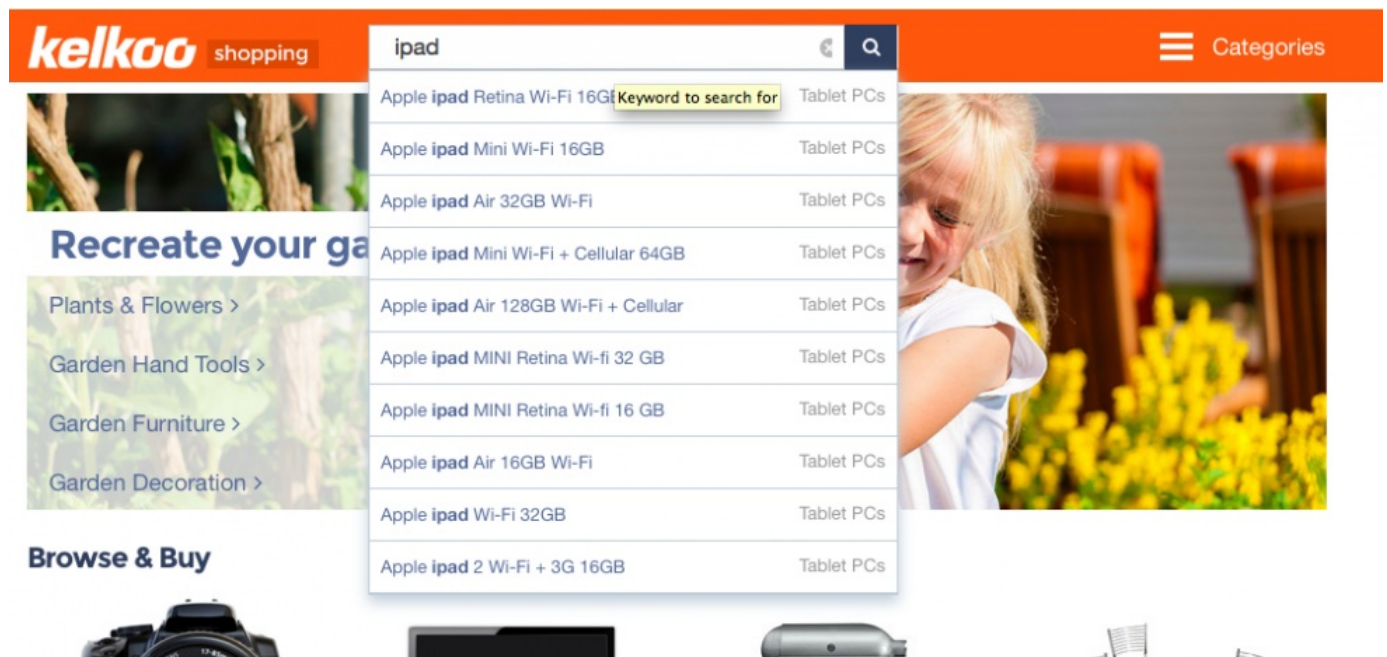 kelkoo shopping
ipad
Categories
Apple ipad Retina Wi-Fi 16G
Keyword to search for
Tablet PCs
Apple ipad Mini Wi-Fi 16GB Tablet PCs
Apple ipad Air 32GB Wi-Fi Tablet PCs
Apple ipad Mini Wi-Fi + Cellular 64GB Tablet PCs
Apple ipad Air 128GB Wi-Fi + Cellular Tablet PCs
Apple ipad MINI Retina Wi-fi 32 GB Tablet PCs
Apple ipad MINI Retina Wi-fi 16 GB Tablet PCs
Apple ipad Air 16GB Wi-Fi Tablet PCs
Apple ipad Wi-Fi 32GB Tablet PCs
Apple ipad 2 Wi-Fi + 3G 16GB Tablet PCs
Recreate your ga
Plants & Flowers >
Garden Hand Tools >
Garden Furniture >
Garden Decoration >
Browse & Buy